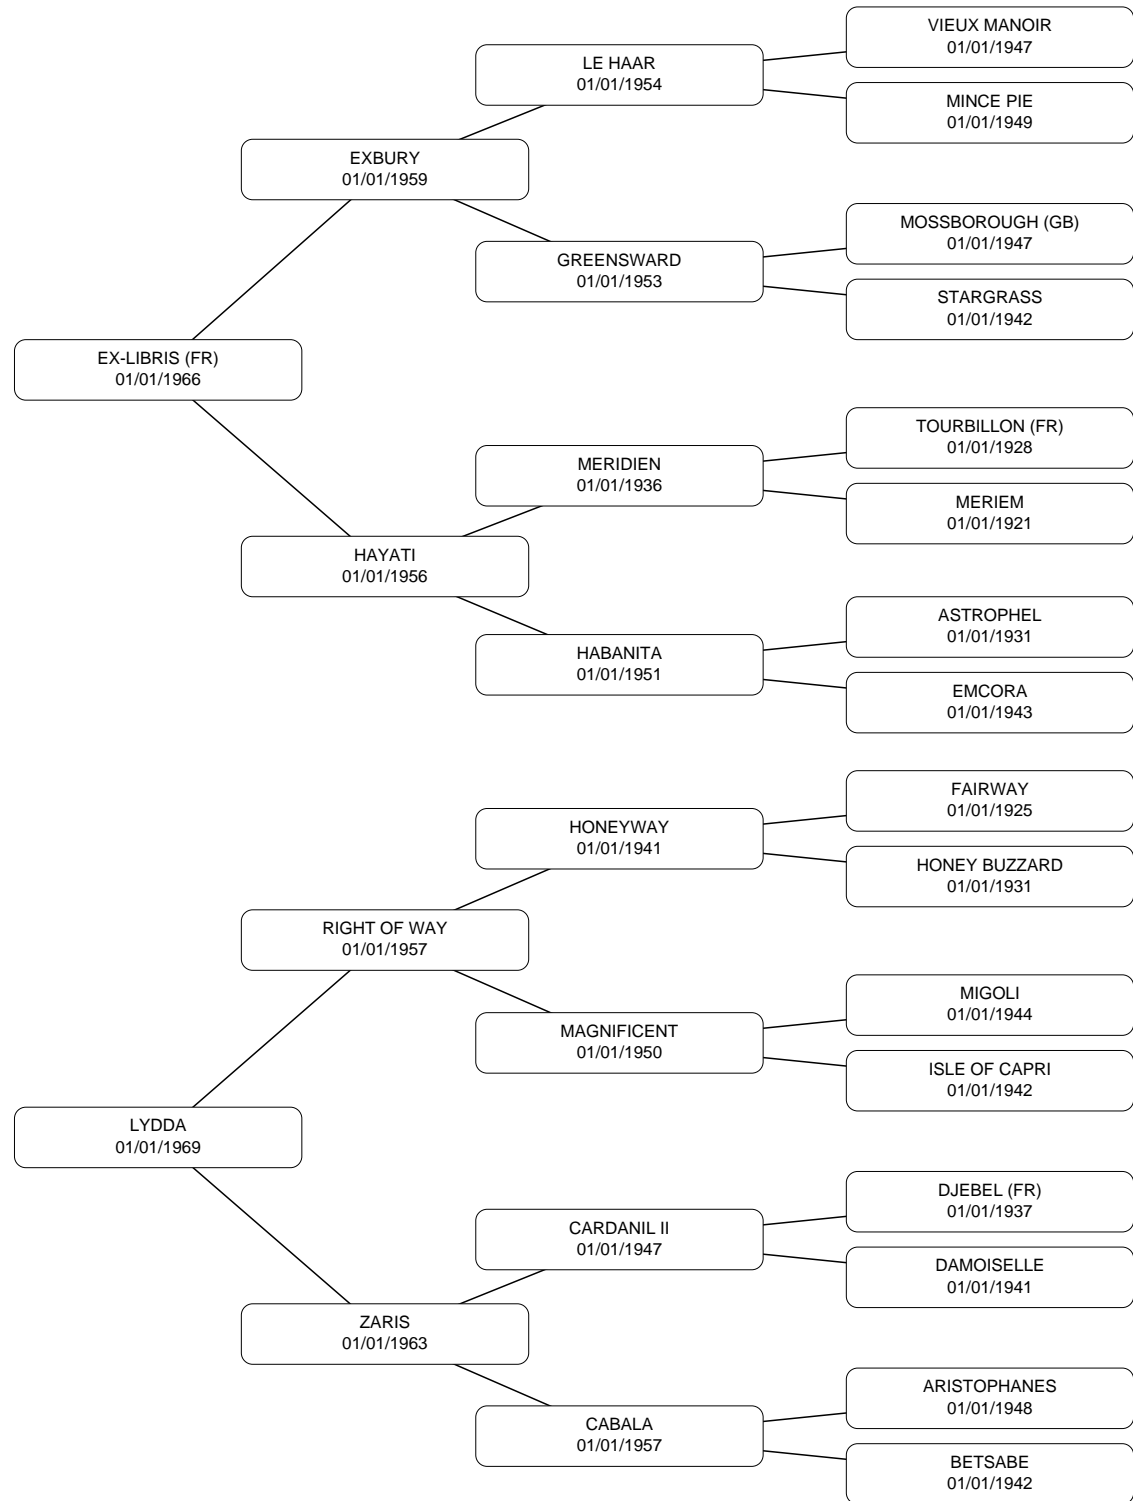 VIEUX MANOIR
01/01/1947
LE HAAR
01/01/1954
MINCE PIE
01/01/1949
EXBURY
01/01/1959
MOSSBOROUGH (GB)
01/01/1947
GREENSWARD
01/01/1953
STARGRASS
01/01/1942
EX-LIBRIS (FR)
01/01/1966
TOURBILLON (FR)
01/01/1928
MERIDIEN
01/01/1936
MERIEM
01/01/1921
HAYATI
01/01/1956
ASTROPHEL
01/01/1931
HABANITA
01/01/1951
EMCORA
01/01/1943
FAIRWAY
01/01/1925
HONEYWAY
01/01/1941
HONEY BUZZARD
01/01/1931
RIGHT OF WAY
01/01/1957
MIGOLI
01/01/1944
MAGNIFICENT
01/01/1950
ISLE OF CAPRI
01/01/1942
LYDDA
01/01/1969
DJEBEL (FR)
01/01/1937
CARDANIL II
01/01/1947
DAMOISELLE
01/01/1941
ZARIS
01/01/1963
ARISTOPHANES
01/01/1948
CABALA
01/01/1957
BETSABE
01/01/1942